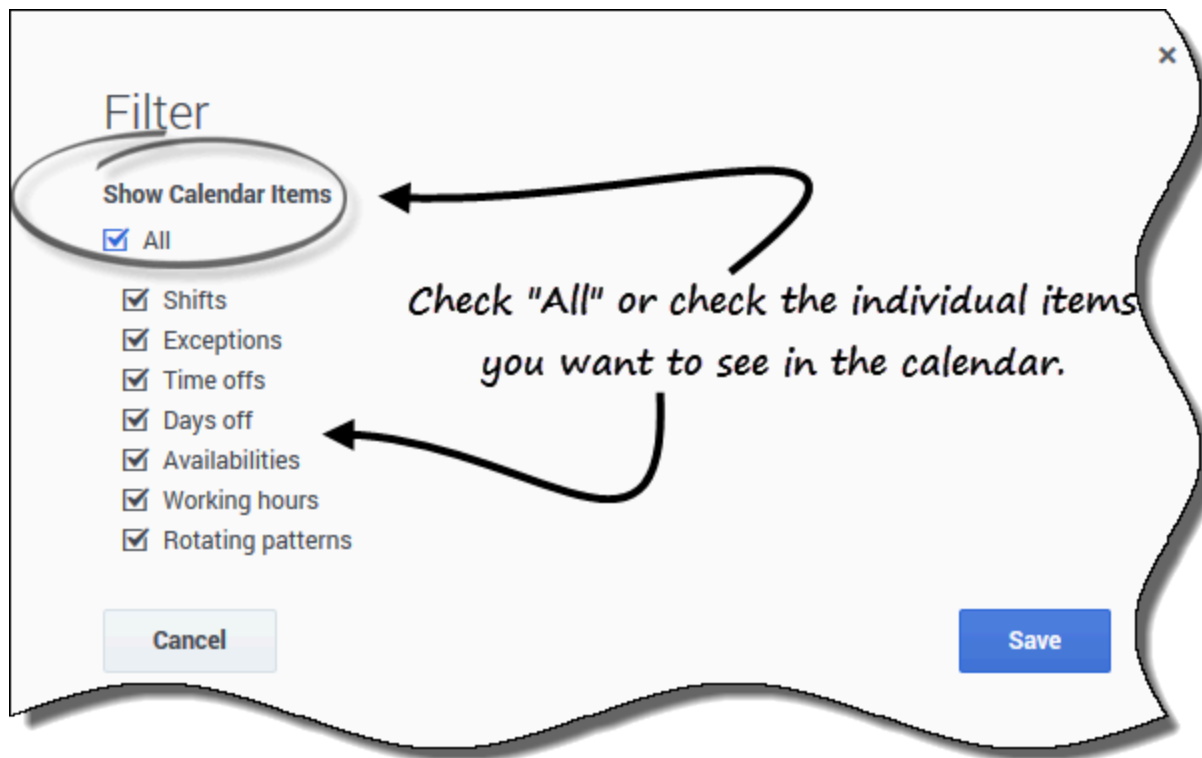 Filter
Show Calendar Items
All
Shifts
Exceptions
Time offs
Days off
Availabilities
Working hours
Rotating patterns
Check "All" or check the individual items
you want to see in the calendar.
Cancel
Save